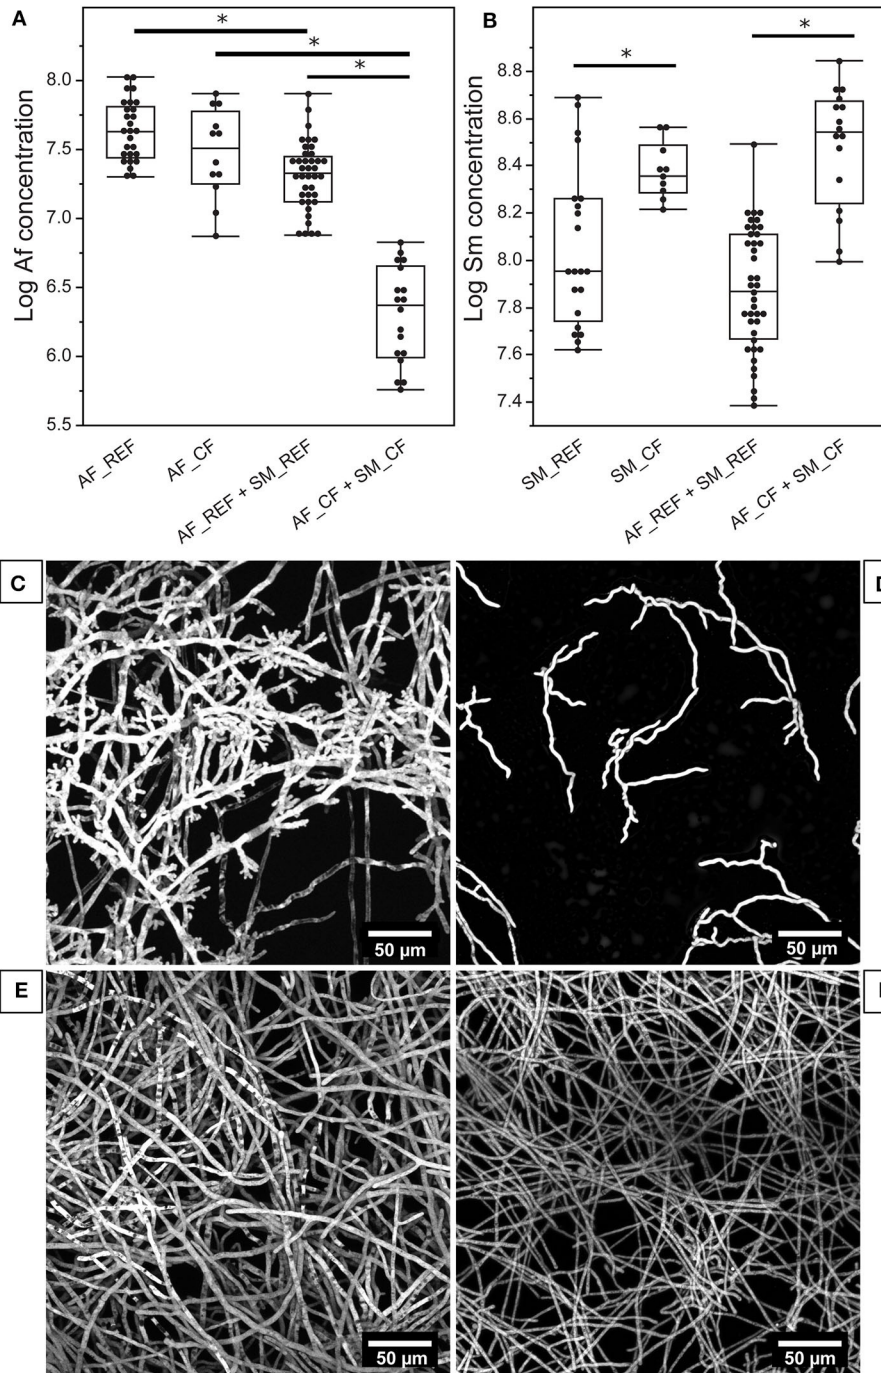 A
B
*
*
*
*
*
Log Af concentration
8.0
7.5
7.0
6.5
6.0
5.5
Log Sm concentration
8.8
8.6
8.4
8.2
8.0
7.8
7.6
7.4
AF_REF
AF_CF
AF_REF + SM_REF
AF_CF + SM_CF
SM_REF
SM_CF
AF_REF + SM_REF
AF_CF + SM_CF
C
50 µm
50 µm
E
50 µm
50 µm